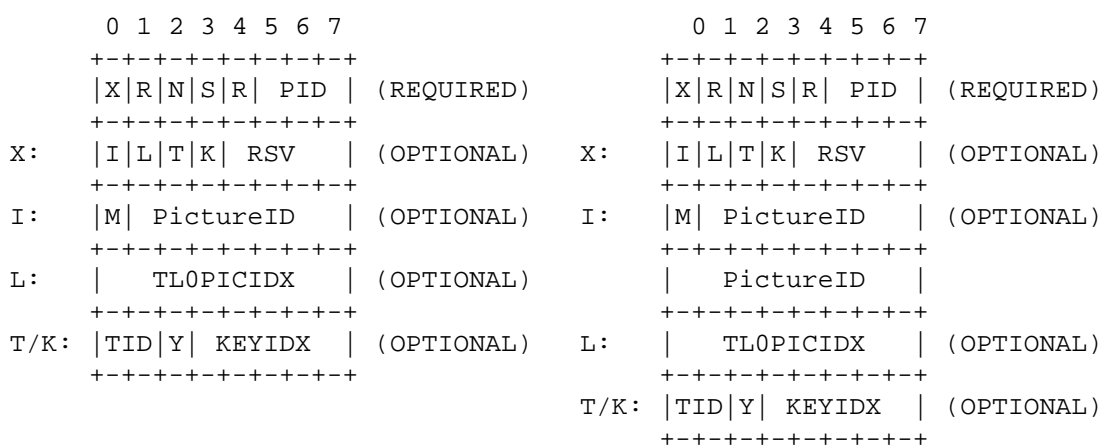 0 1 2 3 4 5 6 7                      0 1 2 3 4 5 6 7
     +-+-+-+-+-+-+-+-+                    +-+-+-+-+-+-+-+-+
     |X|R|N|S|R| PID | (REQUIRED)         |X|R|N|S|R| PID | (REQUIRED)
     +-+-+-+-+-+-+-+-+                    +-+-+-+-+-+-+-+-+
X:   |I|L|T|K| RSV   | (OPTIONAL)    X:   |I|L|T|K| RSV   | (OPTIONAL)
     +-+-+-+-+-+-+-+-+                    +-+-+-+-+-+-+-+-+
I:   |M| PictureID   | (OPTIONAL)    I:   |M| PictureID   | (OPTIONAL)
     +-+-+-+-+-+-+-+-+                    +-+-+-+-+-+-+-+-+
L:   |   TL0PICIDX   | (OPTIONAL)         |   PictureID   |
     +-+-+-+-+-+-+-+-+                    +-+-+-+-+-+-+-+-+
T/K: |TID|Y| KEYIDX  | (OPTIONAL)    L:   |   TL0PICIDX   | (OPTIONAL)
     +-+-+-+-+-+-+-+-+                    +-+-+-+-+-+-+-+-+
                                     T/K: |TID|Y| KEYIDX  | (OPTIONAL)
                                          +-+-+-+-+-+-+-+-+